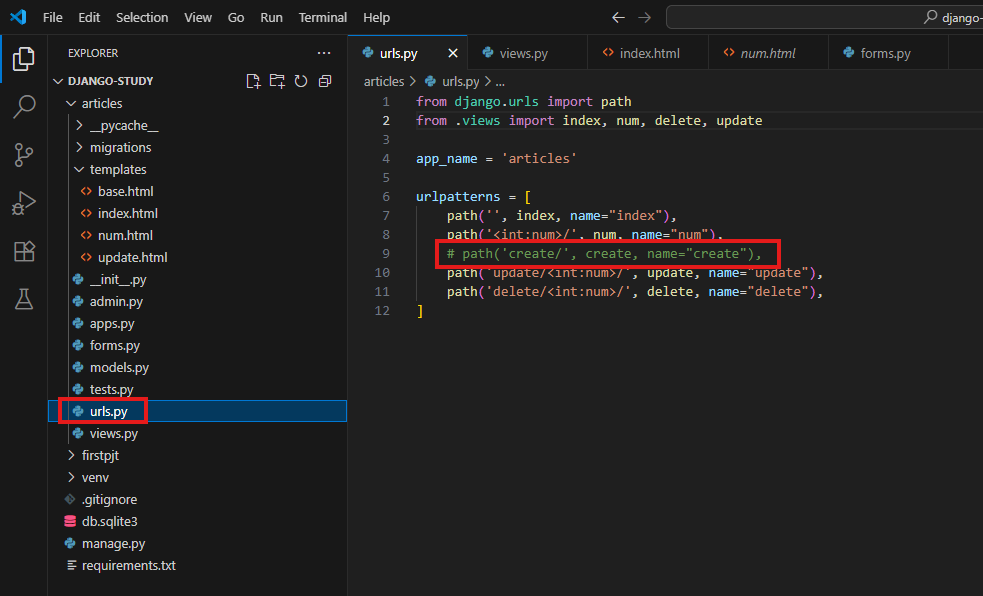 File Edit Selection View Go Run Terminal Help
django-
EXPLORER
DJANGO-STUDY
articles
__pycache__
migrations
templates
base.html
index.html
num.html
update.html
__init__.py
admin.py
apps.py
forms.py
models.py
tests.py
urls.py
views.py
firstpjt
venv
.gitignore
db.sqlite3
manage.py
requirements.txt
urls.py views.py index.html num.html forms.py
articles > urls.py > ...
1 from django.urls import path
2 from .views import index, num, delete, update
3
4 app_name = 'articles'
5
6 urlpatterns = [
7 path('', index, name="index"),
8 path('<int:num>/', num, name="num"),
9 # path('create/', create, name="create"),
10 path('update/<int:num>/', update, name="update"),
11 path('delete/<int:num>/', delete, name="delete"),
12 ]